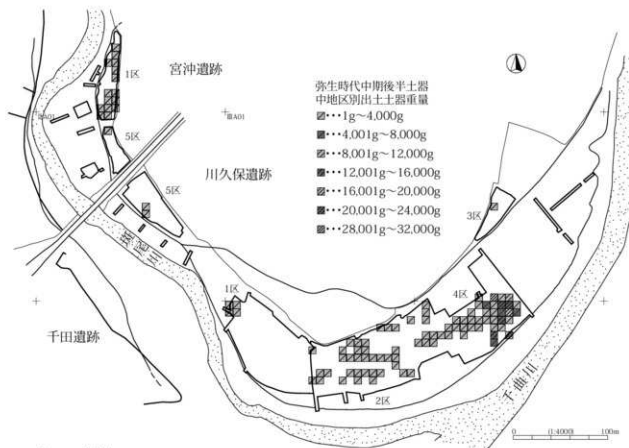 宮沖遺跡
1区
5区
5区
川久保遺跡
弥生時代中期後半土器
中地区別出土土器重量
・・・1g～4,000g
・・・4,001g～8,000g
・・・8,001g～12,000g
・・・12,001g～16,000g
・・・16,001g～20,000g
・・・20,001g～24,000g
・・・28,001g～32,000g
3区
1区
4区
2区
千田遺跡
千曲川
0 (1:4000) 100m